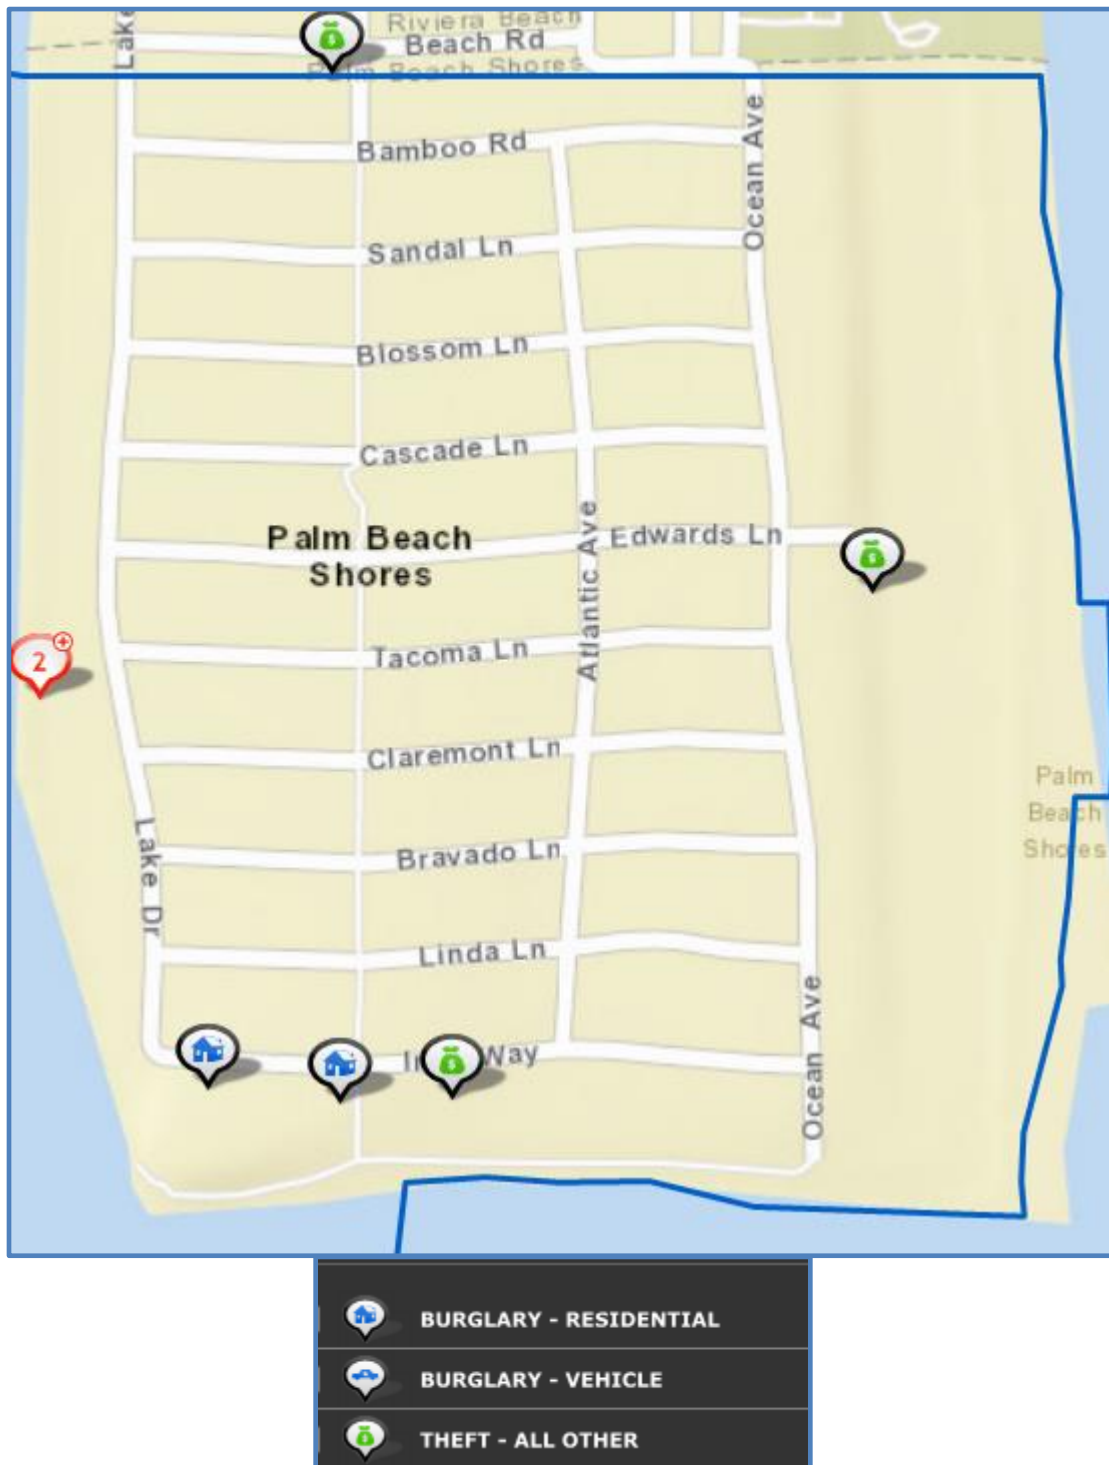 Lake
Riviera Beach
Beach Rd
Palm Beach Shores
Ocean Ave
Bamboo Rd
Sandal Ln
Blossom Ln
Cascade Ln
Atlantic Ave
Edwards Ln
Palm Beach
Shores
2
Tacoma Ln
Claremont Ln
Palm
Beach
Shores
Lake Dr
Bravado Ln
Linda Ln
Ocean Ave
Way
BURGLARY - RESIDENTIAL
BURGLARY - VEHICLE
THEFT - ALL OTHER